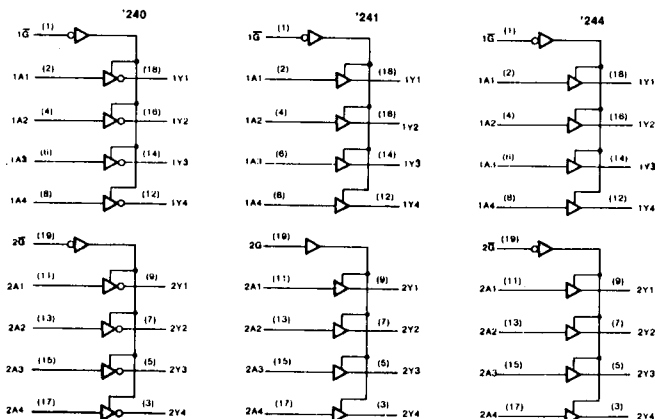 '240
1G̅ (1)
1A1 (2) (18) 1Y1
1A2 (4) (16) 1Y2
1A3 (6) (14) 1Y3
1A4 (8) (12) 1Y4
2G̅ (19)
2A1 (11) (9) 2Y1
2A2 (13) (7) 2Y2
2A3 (15) (5) 2Y3
2A4 (17) (3) 2Y4
'241
1G̅ (1)
1A1 (2) (18) 1Y1
1A2 (4) (16) 1Y2
1A3 (6) (14) 1Y3
1A4 (8) (12) 1Y4
2G (19)
2A1 (11) (9) 2Y1
2A2 (13) (7) 2Y2
2A3 (15) (5) 2Y3
2A4 (17) (3) 2Y4
'244
1G̅ (1)
1A1 (2) (18) 1Y1
1A2 (4) (16) 1Y2
1A3 (6) (14) 1Y3
1A4 (8) (12) 1Y4
2G̅ (19)
2A1 (11) (9) 2Y1
2A2 (13) (7) 2Y2
2A3 (15) (5) 2Y3
2A4 (17) (3) 2Y4